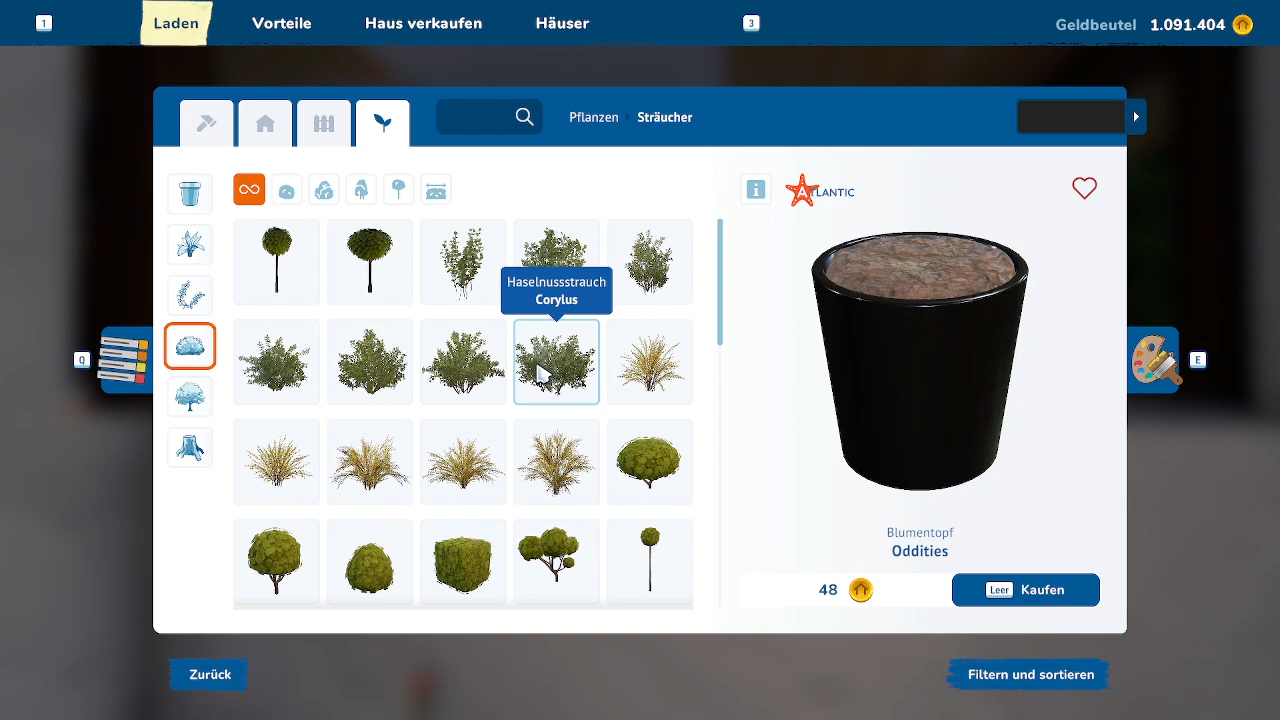 1
Laden
Vorteile
Haus verkaufen
Häuser
3
Geldbeutel 1.091.404
Pflanzen Sträucher
ATLANTIC
Haselnussstrauch
Corylus
Q
E
Blumentopf
Oddities
48
Leer Kaufen
Zurück
Filtern und sortieren